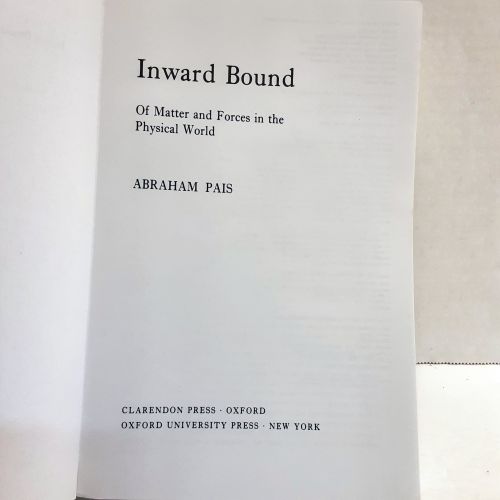 Inward Bound
Of Matter and Forces in the
Physical World
ABRAHAM PAIS
CLARENDON PRESS · OXFORD
OXFORD UNIVERSITY PRESS · NEW YORK